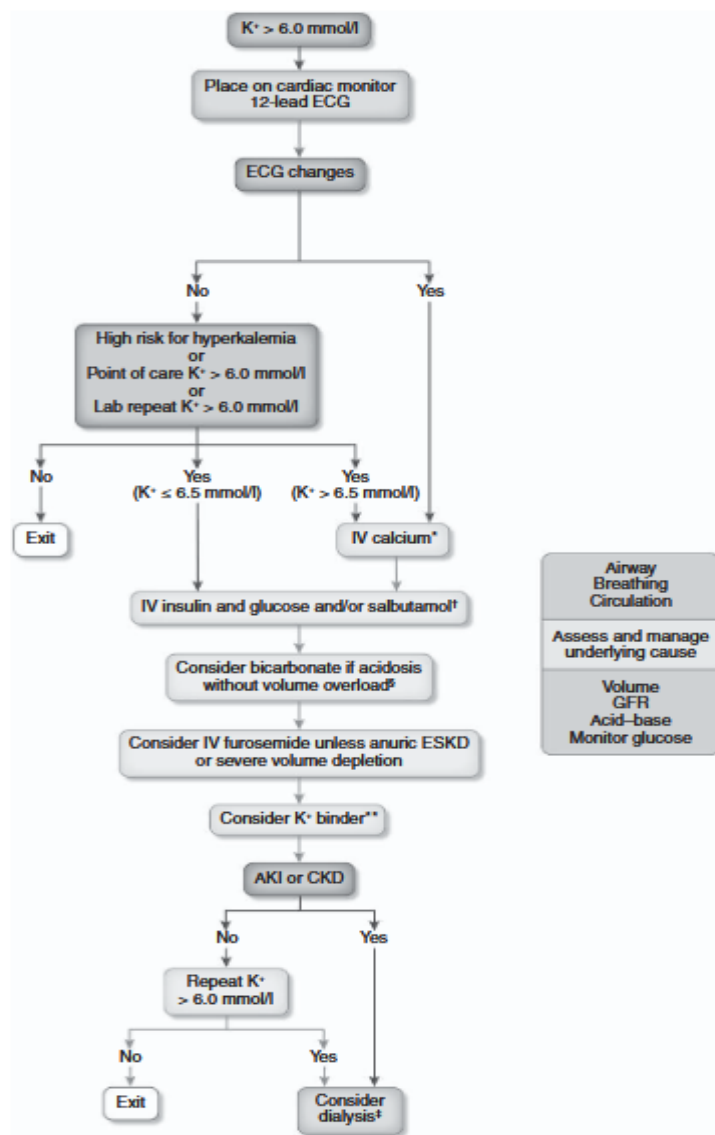 K⁺ > 6.0 mmol/l
Place on cardiac monitor
12-lead ECG
ECG changes
No
Yes
High risk for hyperkalemia
or
Point of care K⁺ > 6.0 mmol/l
or
Lab repeat K⁺ > 6.0 mmol/l
No
Yes
(K⁺ ≤ 6.5 mmol/l)
Yes
(K⁺ > 6.5 mmol/l)
Exit
IV calcium*
IV insulin and glucose and/or salbutamol†
Consider bicarbonate if acidosis
without volume overload§
Consider IV furosemide unless anuric ESKD
or severe volume depletion
Consider K⁺ binder**
AKI or CKD
No
Yes
Repeat K⁺
> 6.0 mmol/l
No
Yes
Exit
Consider
dialysis‡
Airway
Breathing
Circulation
Assess and manage
underlying cause
Volume
GFR
Acid–base
Monitor glucose